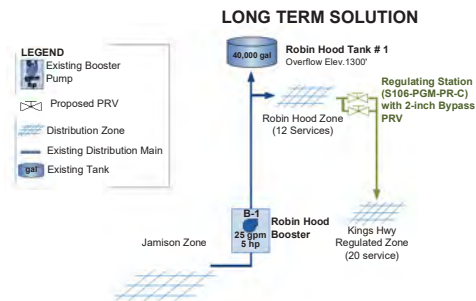 LONG TERM SOLUTION
LEGEND
Existing Booster
Pump
Proposed PRV
Distribution Zone
Existing Distribution Main
gal
Existing Tank
40,000 gal
Robin Hood Tank # 1
Overflow Elev.1300'
Robin Hood Zone
(12 Services)
Regulating Station
(S106-PGM-PR-C)
with 2-inch Bypass
PRV
B-1
25 gpm
5 hp
Robin Hood
Booster
Jamison Zone
Kings Hwy
Regulated Zone
(20 service)